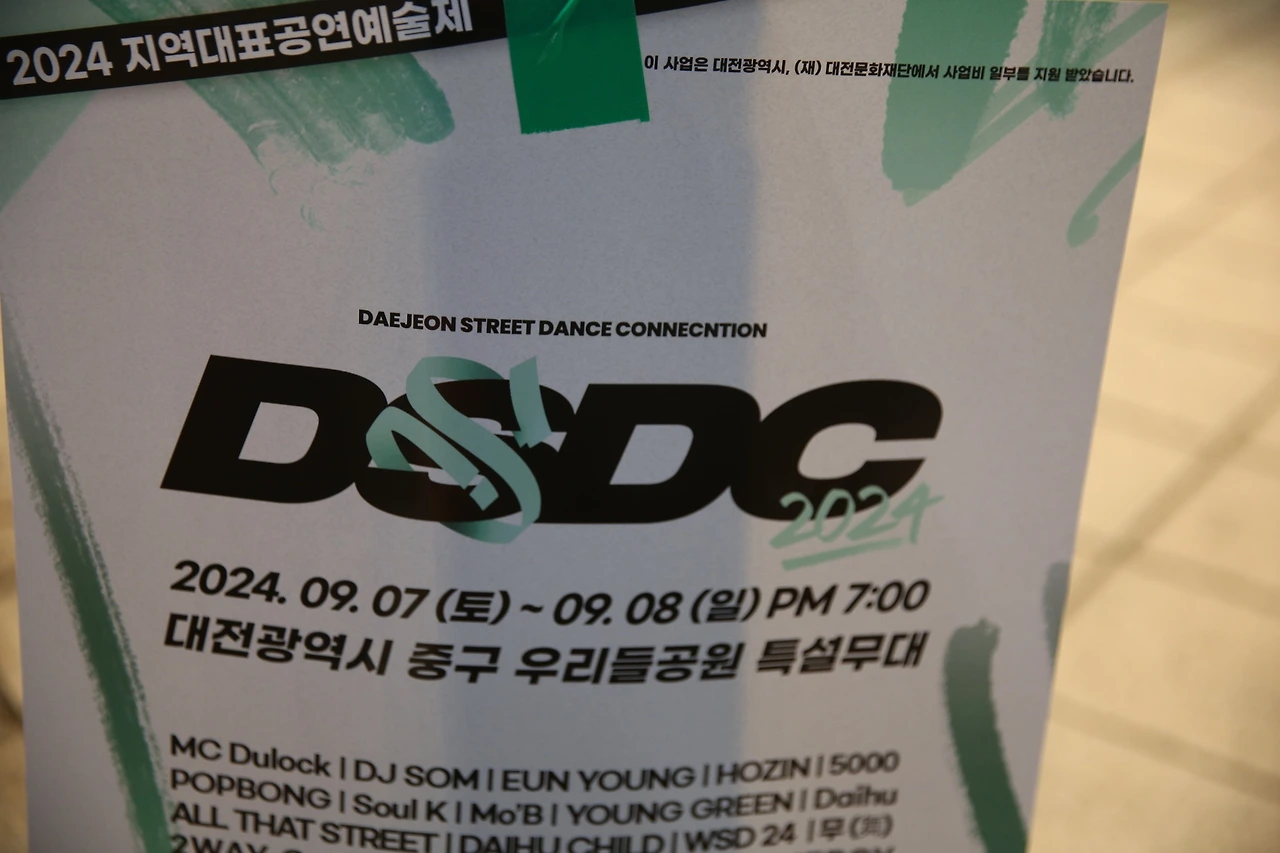 2024 지역대표공연예술제
이 사업은 대전광역시, (재) 대전문화재단에서 사업비 일부를 지원 받았습니다.
DAEJEON STREET DANCE CONNECNTION
DSDC
2024
2024. 09. 07 (토) ~ 09. 08 (일) PM 7:00
대전광역시 중구 우리들공원 특설무대
MC Dulock | DJ SOM | EUN YOUNG | HOZIN | 5000
POPBONG | Soul K | Mo'B | YOUNG GREEN | Daihu
ALL THAT STREET | DAIHU CHILD | WSD 24 | 무(舞)
2WAY